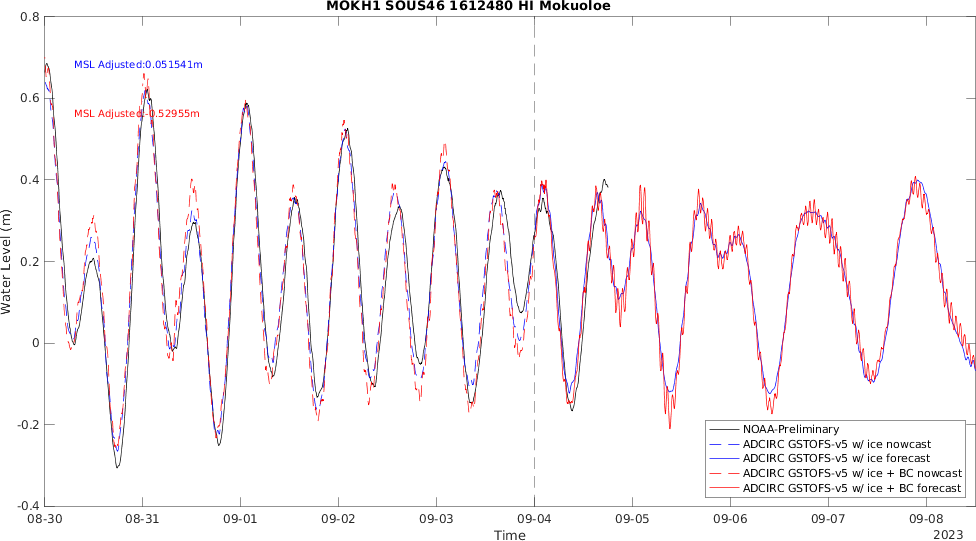 MOKH1 SOUS46 1612480 HI Mokuoloe
MSL Adjusted:0.051541m
MSL Adjusted:-0.52955m
Water Level (m)
0.8
0.6
0.4
0.2
0
-0.2
-0.4
NOAA-Preliminary
ADCIRC GSTOFS-v5 w/ ice nowcast
ADCIRC GSTOFS-v5 w/ ice forecast
ADCIRC GSTOFS-v5 w/ ice + BC nowcast
ADCIRC GSTOFS-v5 w/ ice + BC forecast
08-30 08-31 09-01 09-02 09-03 09-04 09-05 09-06 09-07 09-08
Time
2023